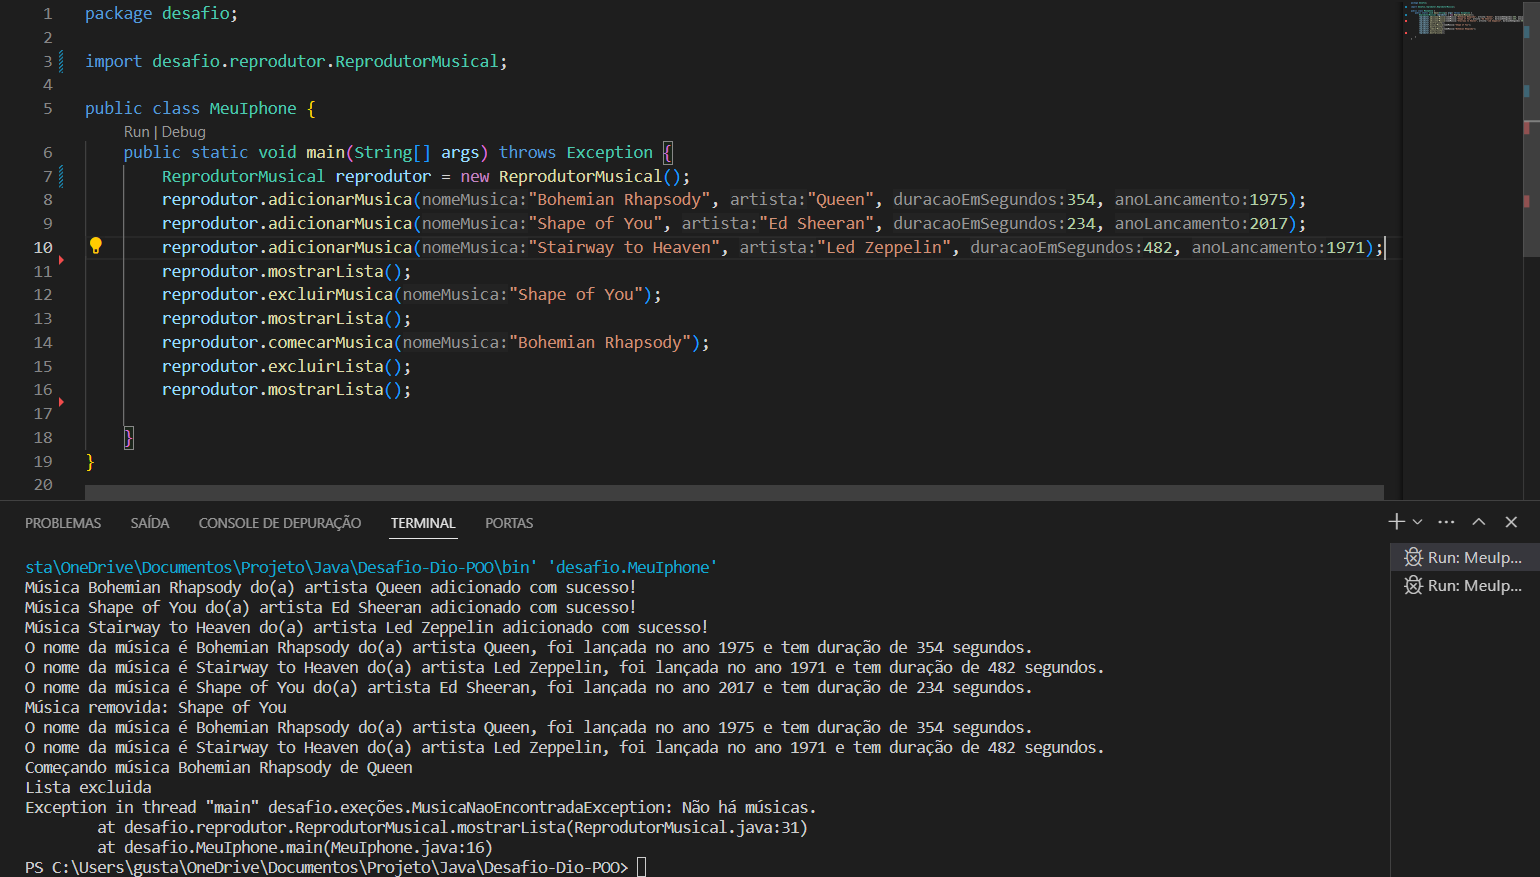 1 package desafio;
2
3 import desafio.reprodutor.ReprodutorMusical;
4
5 public class MeuIphone {
Run | Debug
6 public static void main(String[] args) throws Exception {
7 ReprodutorMusical reprodutor = new ReprodutorMusical();
8 reprodutor.adicionarMusica(nomeMusica:"Bohemian Rhapsody", artista:"Queen", duracaoEmSegundos:354, anoLancamento:1975);
9 reprodutor.adicionarMusica(nomeMusica:"Shape of You", artista:"Ed Sheeran", duracaoEmSegundos:234, anoLancamento:2017);
10 reprodutor.adicionarMusica(nomeMusica:"Stairway to Heaven", artista:"Led Zeppelin", duracaoEmSegundos:482, anoLancamento:1971);
11 reprodutor.mostrarLista();
12 reprodutor.excluirMusica(nomeMusica:"Shape of You");
13 reprodutor.mostrarLista();
14 reprodutor.comecarMusica(nomeMusica:"Bohemian Rhapsody");
15 reprodutor.excluirLista();
16 reprodutor.mostrarLista();
17
18 }
19 }
20
PROBLEMAS SAÍDA CONSOLE DE DEPURAÇÃO TERMINAL PORTAS
Run: MeuIp...
Run: MeuIp...
sta\OneDrive\Documentos\Projeto\Java\Desafio-Dio-POO\bin' 'desafio.MeuIphone'
Música Bohemian Rhapsody do(a) artista Queen adicionado com sucesso!
Música Shape of You do(a) artista Ed Sheeran adicionado com sucesso!
Música Stairway to Heaven do(a) artista Led Zeppelin adicionado com sucesso!
O nome da música é Bohemian Rhapsody do(a) artista Queen, foi lançada no ano 1975 e tem duração de 354 segundos.
O nome da música é Stairway to Heaven do(a) artista Led Zeppelin, foi lançada no ano 1971 e tem duração de 482 segundos.
O nome da música é Shape of You do(a) artista Ed Sheeran, foi lançada no ano 2017 e tem duração de 234 segundos.
Música removida: Shape of You
O nome da música é Bohemian Rhapsody do(a) artista Queen, foi lançada no ano 1975 e tem duração de 354 segundos.
O nome da música é Stairway to Heaven do(a) artista Led Zeppelin, foi lançada no ano 1971 e tem duração de 482 segundos.
Começando música Bohemian Rhapsody de Queen
Lista excluida
Exception in thread "main" desafio.exeções.MusicaNaoEncontradaException: Não há músicas.
at desafio.reprodutor.ReprodutorMusical.mostrarLista(ReprodutorMusical.java:31)
at desafio.MeuIphone.main(MeuIphone.java:16)
PS C:\Users\gusta\OneDrive\Documentos\Projeto\Java\Desafio-Dio-POO>